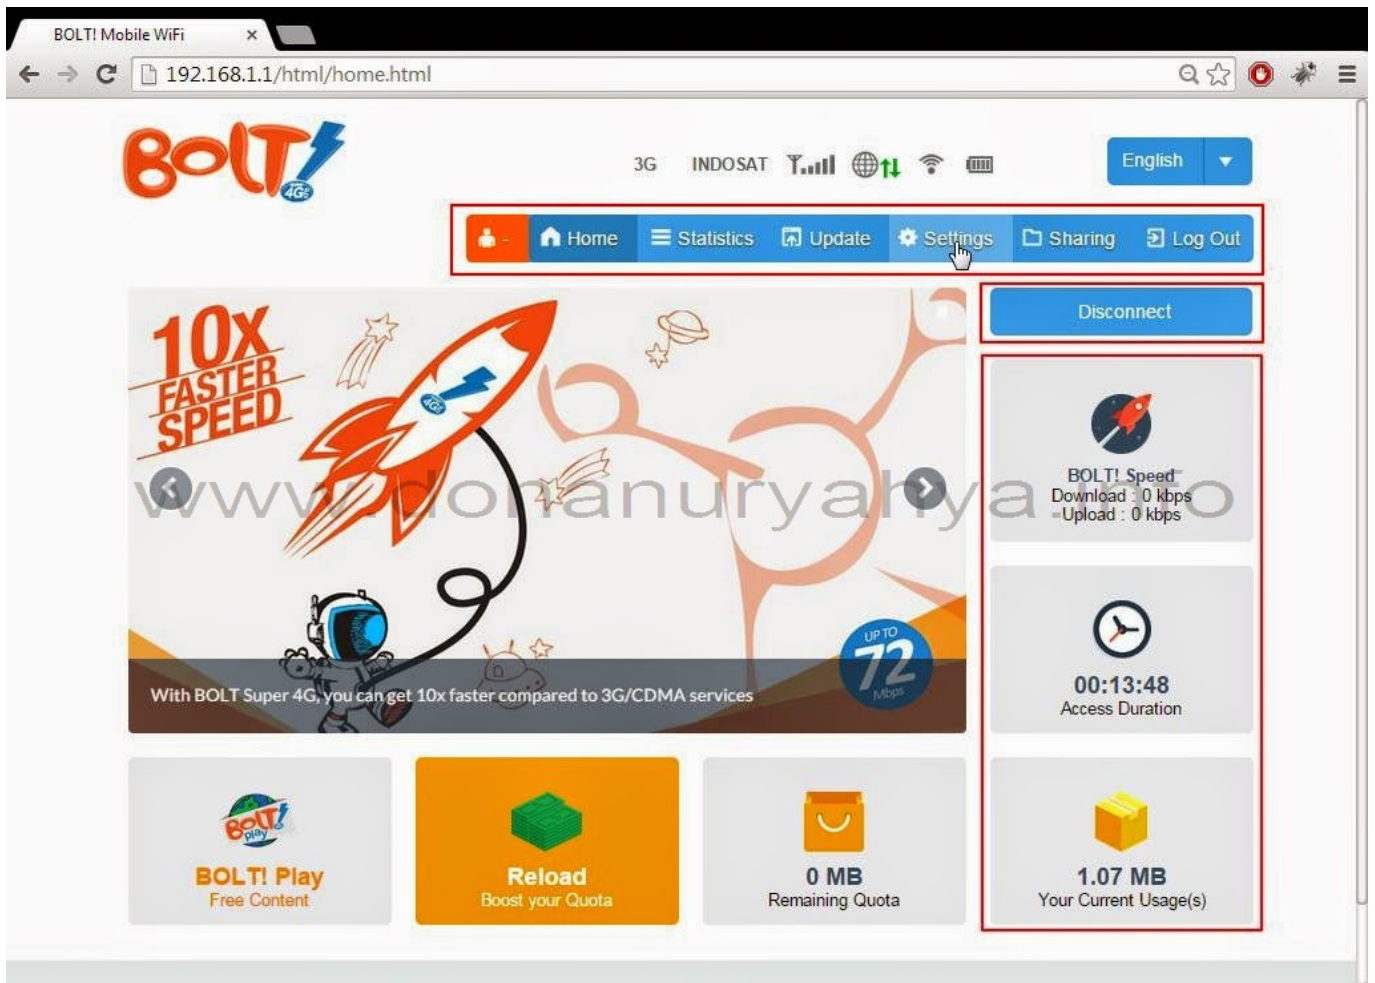 BOLT! Mobile WiFi
192.168.1.1/html/home.html
BOLT!
4G
3G INDOSAT
English
- Home Statistics Update Settings Sharing Log Out
Disconnect
10X
FASTER
SPEED
4G
BOLT! Speed
Download : 0 kbps
Upload : 0 kbps
www.donanuryahya.info
UP TO
72
Mbps
With BOLT Super 4G, you can get 10x faster compared to 3G/CDMA services
00:13:48
Access Duration
BOLT!
Play
BOLT! Play
Free Content
Reload
Boost your Quota
0 MB
Remaining Quota
1.07 MB
Your Current Usage(s)